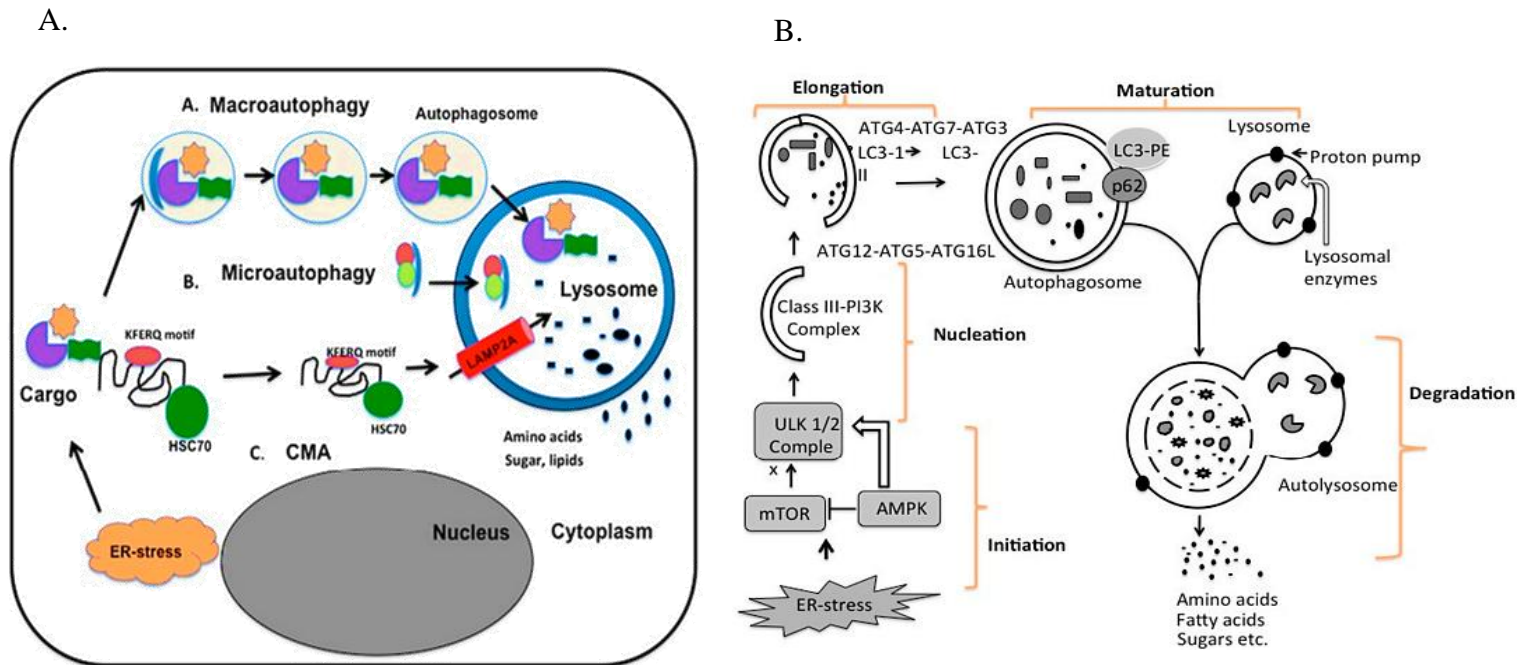 A.
A. Macroautophagy
Autophagosome
B. Microautophagy
Lysosome
KFERQ motif
KFERQ motif
LAMP2A
Cargo
HSC70
HSC70
C. CMA
Amino acids
Sugar, lipids
Nucleus
Cytoplasm
ER-stress
B.
Elongation
Maturation
ATG4-ATG7-ATG3
LC3-1 LC3-
II
LC3-PE
p62
Lysosome
Proton pump
Lysosomal
enzymes
Autophagosome
ATG12-ATG5-ATG16L
Class III-PI3K
Complex
Nucleation
ULK 1/2
Comple
x
mTOR
AMPK
Initiation
ER-stress
Degradation
Autolysosome
Amino acids
Fatty acids
Sugars etc.